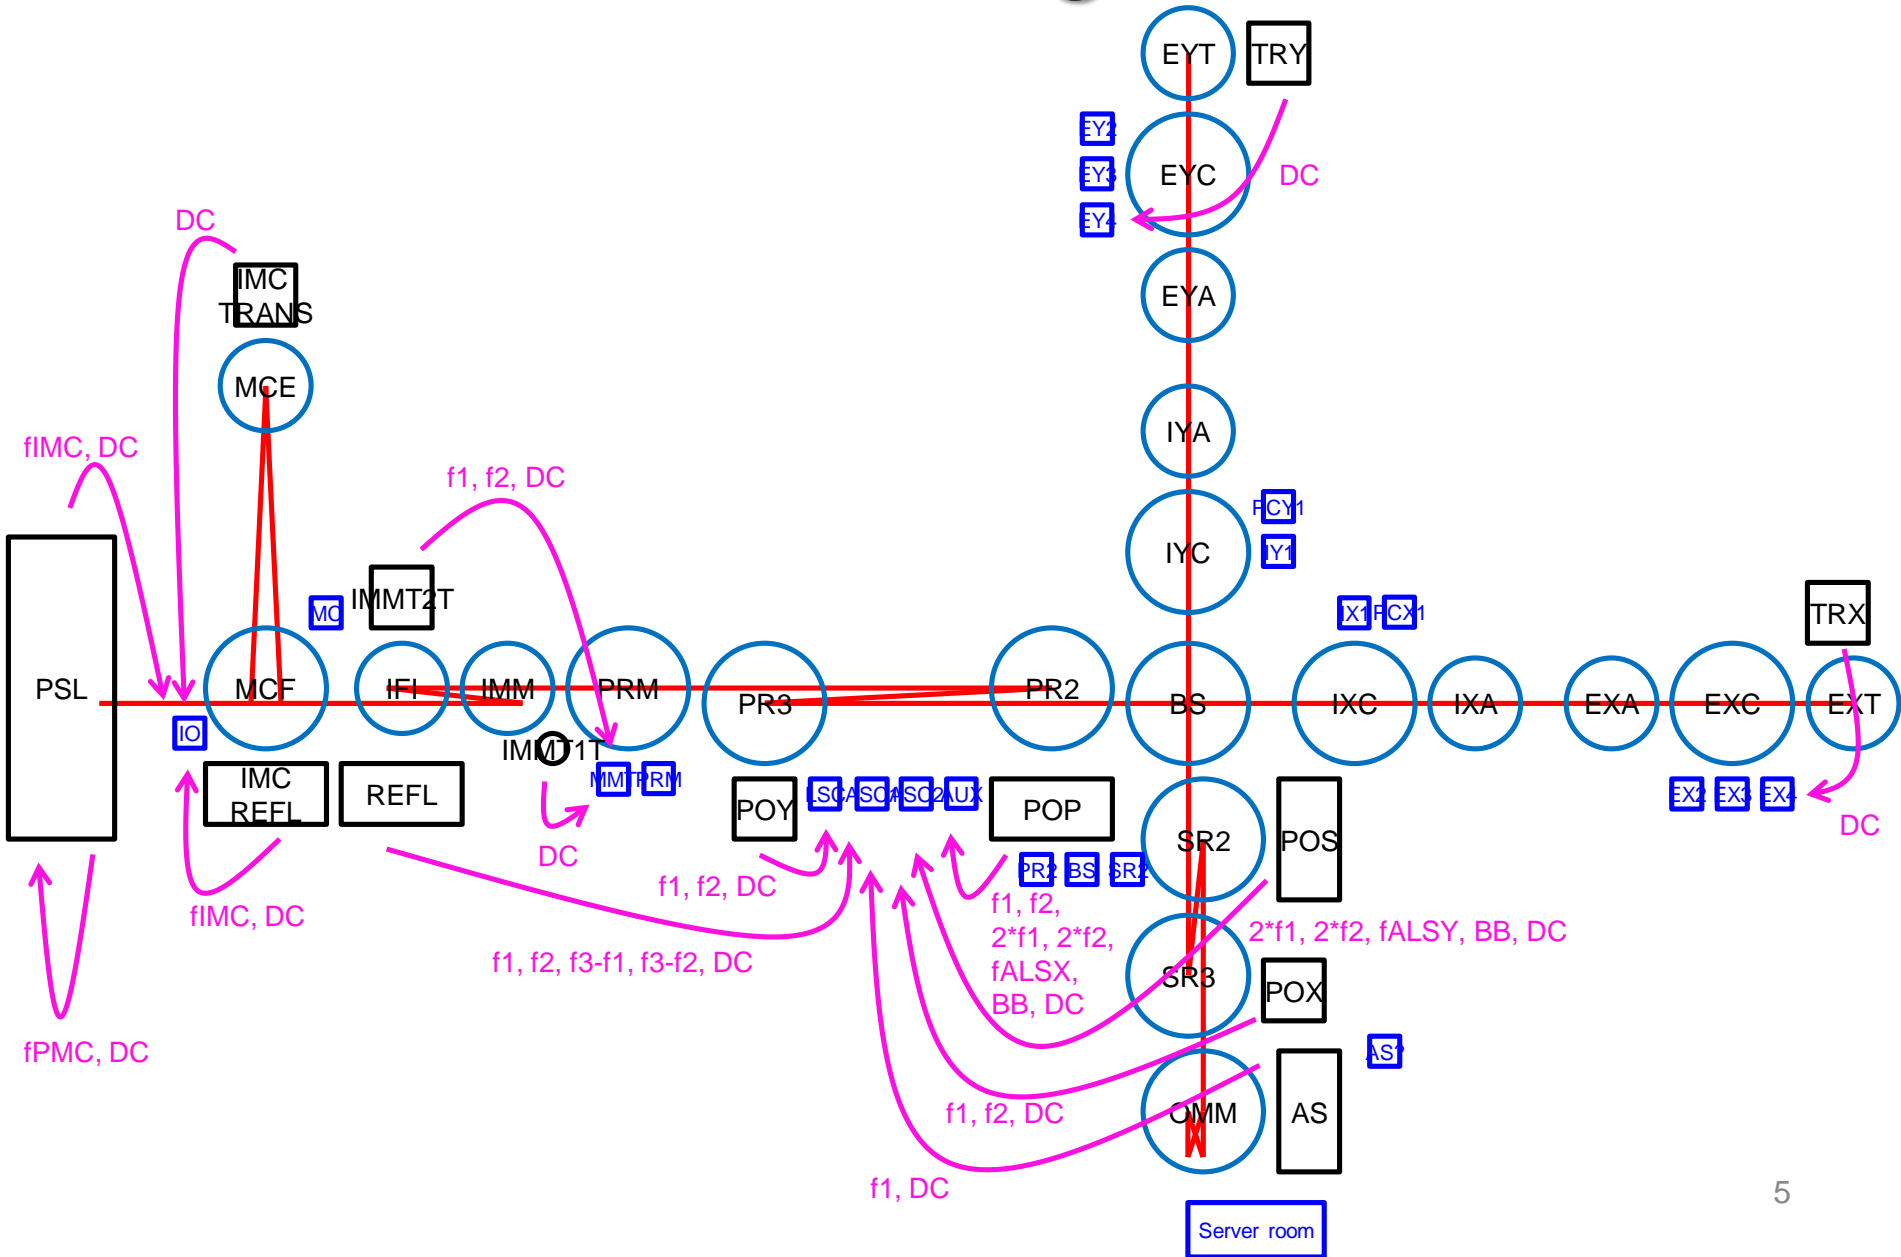 EYT
TRY
EY2
EY3
EYC
DC
EY4
DC
IMC
TRANS
EYA
MCE
IYA
fIMC, DC
f1, f2, DC
PCY1
IYC
IY1
MC
IMMT2T
IX1
PCX1
TRX
PSL
MCF
IFI
IMM
PRM
PR3
PR2
BS
IXC
IXA
EXA
EXC
EXT
IO
IMMT1T
IMC
REFL
REFL
MMT
PRM
POY
LSC
ASC1
ASC2
AUX
POP
EX2
EX3
EX4
DC
SR2
POS
DC
PR2
BS
SR2
f1, f2, DC
fIMC, DC
f1, f2,
2*f1, 2*f2,
fALSX,
BB, DC
2*f1, 2*f2, fALSY, BB, DC
f1, f2, f3-f1, f3-f2, DC
SR3
POX
fPMC, DC
AS?
f1, f2, DC
OMM
AS
f1, DC
5
Server room